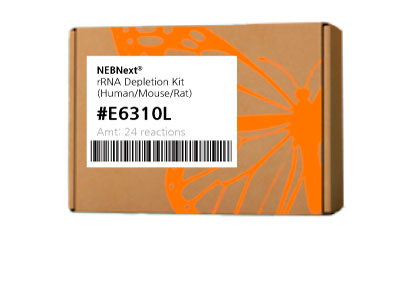 NEBNext®
rRNA Depletion Kit
(Human/Mouse/Rat)
#E6310L
Amt: 24 reactions